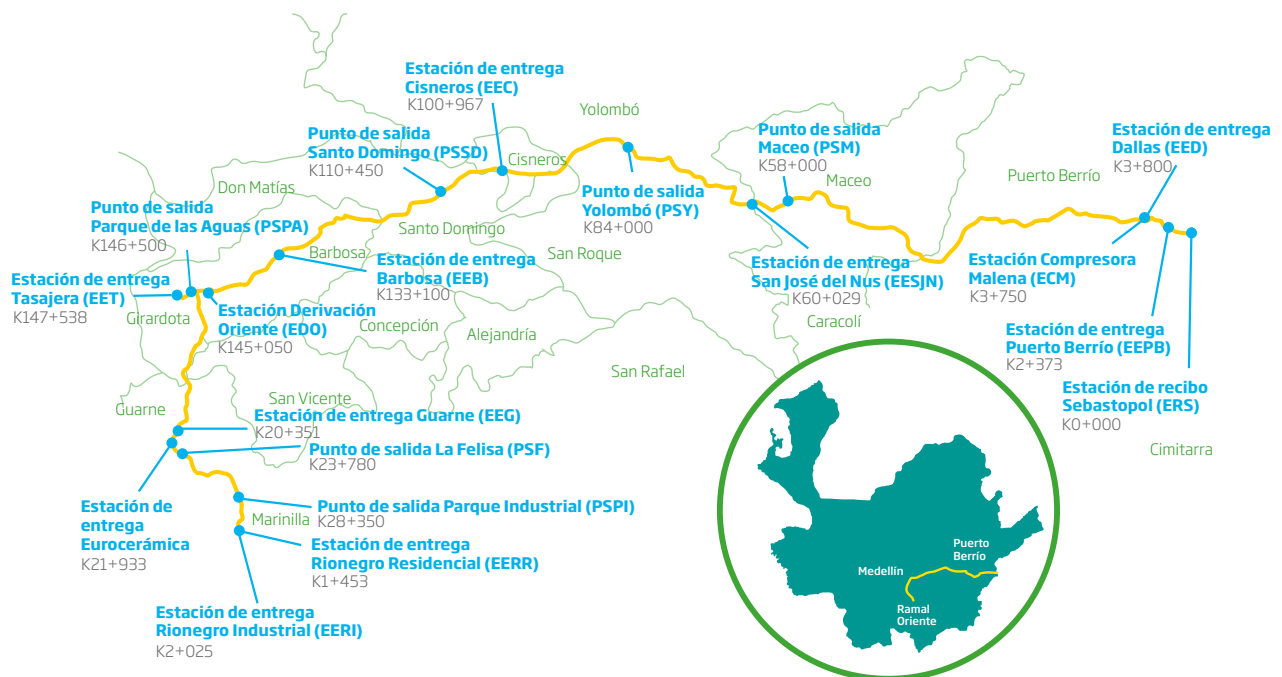 Estación de entrega
Cisneros (EEC)
K100+967
Yolombó
Punto de salida
Santo Domingo (PSSD)
K110+450
Cisneros
Punto de salida
Maceo (PSM)
K58+000
Maceo
Estación de entrega
Dallas (EED)
K3+800
Puerto Berrío
Don Matías
Punto de salida
Parque de las Aguas (PSPA)
K146+500
Punto de salida
Yolombó (PSY)
K84+000
Santo Domingo
Barbosa
San Roque
Estación de entrega
Barbosa (EEB)
K133+100
Estación de entrega
San José del Nus (EESJN)
K60+029
Caracolí
Estación Compresora
Malena (ECM)
K3+750
Estación de entrega
Tasajera (EET)
K147+538
Girardota
Estación Derivación
Oriente (EDO)
K145+050
Concepción
Alejandría
Estación de entrega
Puerto Berrío (EEPB)
K2+373
San Rafael
Estación de recibo
Sebastopol (ERS)
K0+000
Cimitarra
Guarne
San Vicente
Estación de entrega Guarne (EEG)
K20+351
Punto de salida La Felisa (PSF)
K23+780
Estación de
entrega
Eurocerámica
K21+933
Marinilla
Punto de salida Parque Industrial (PSPI)
K28+350
Estación de entrega
Rionegro Residencial (EERR)
K1+453
Estación de entrega
Rionegro Industrial (EERI)
K2+025
Puerto
Berrío
Medellín
Ramal
Oriente